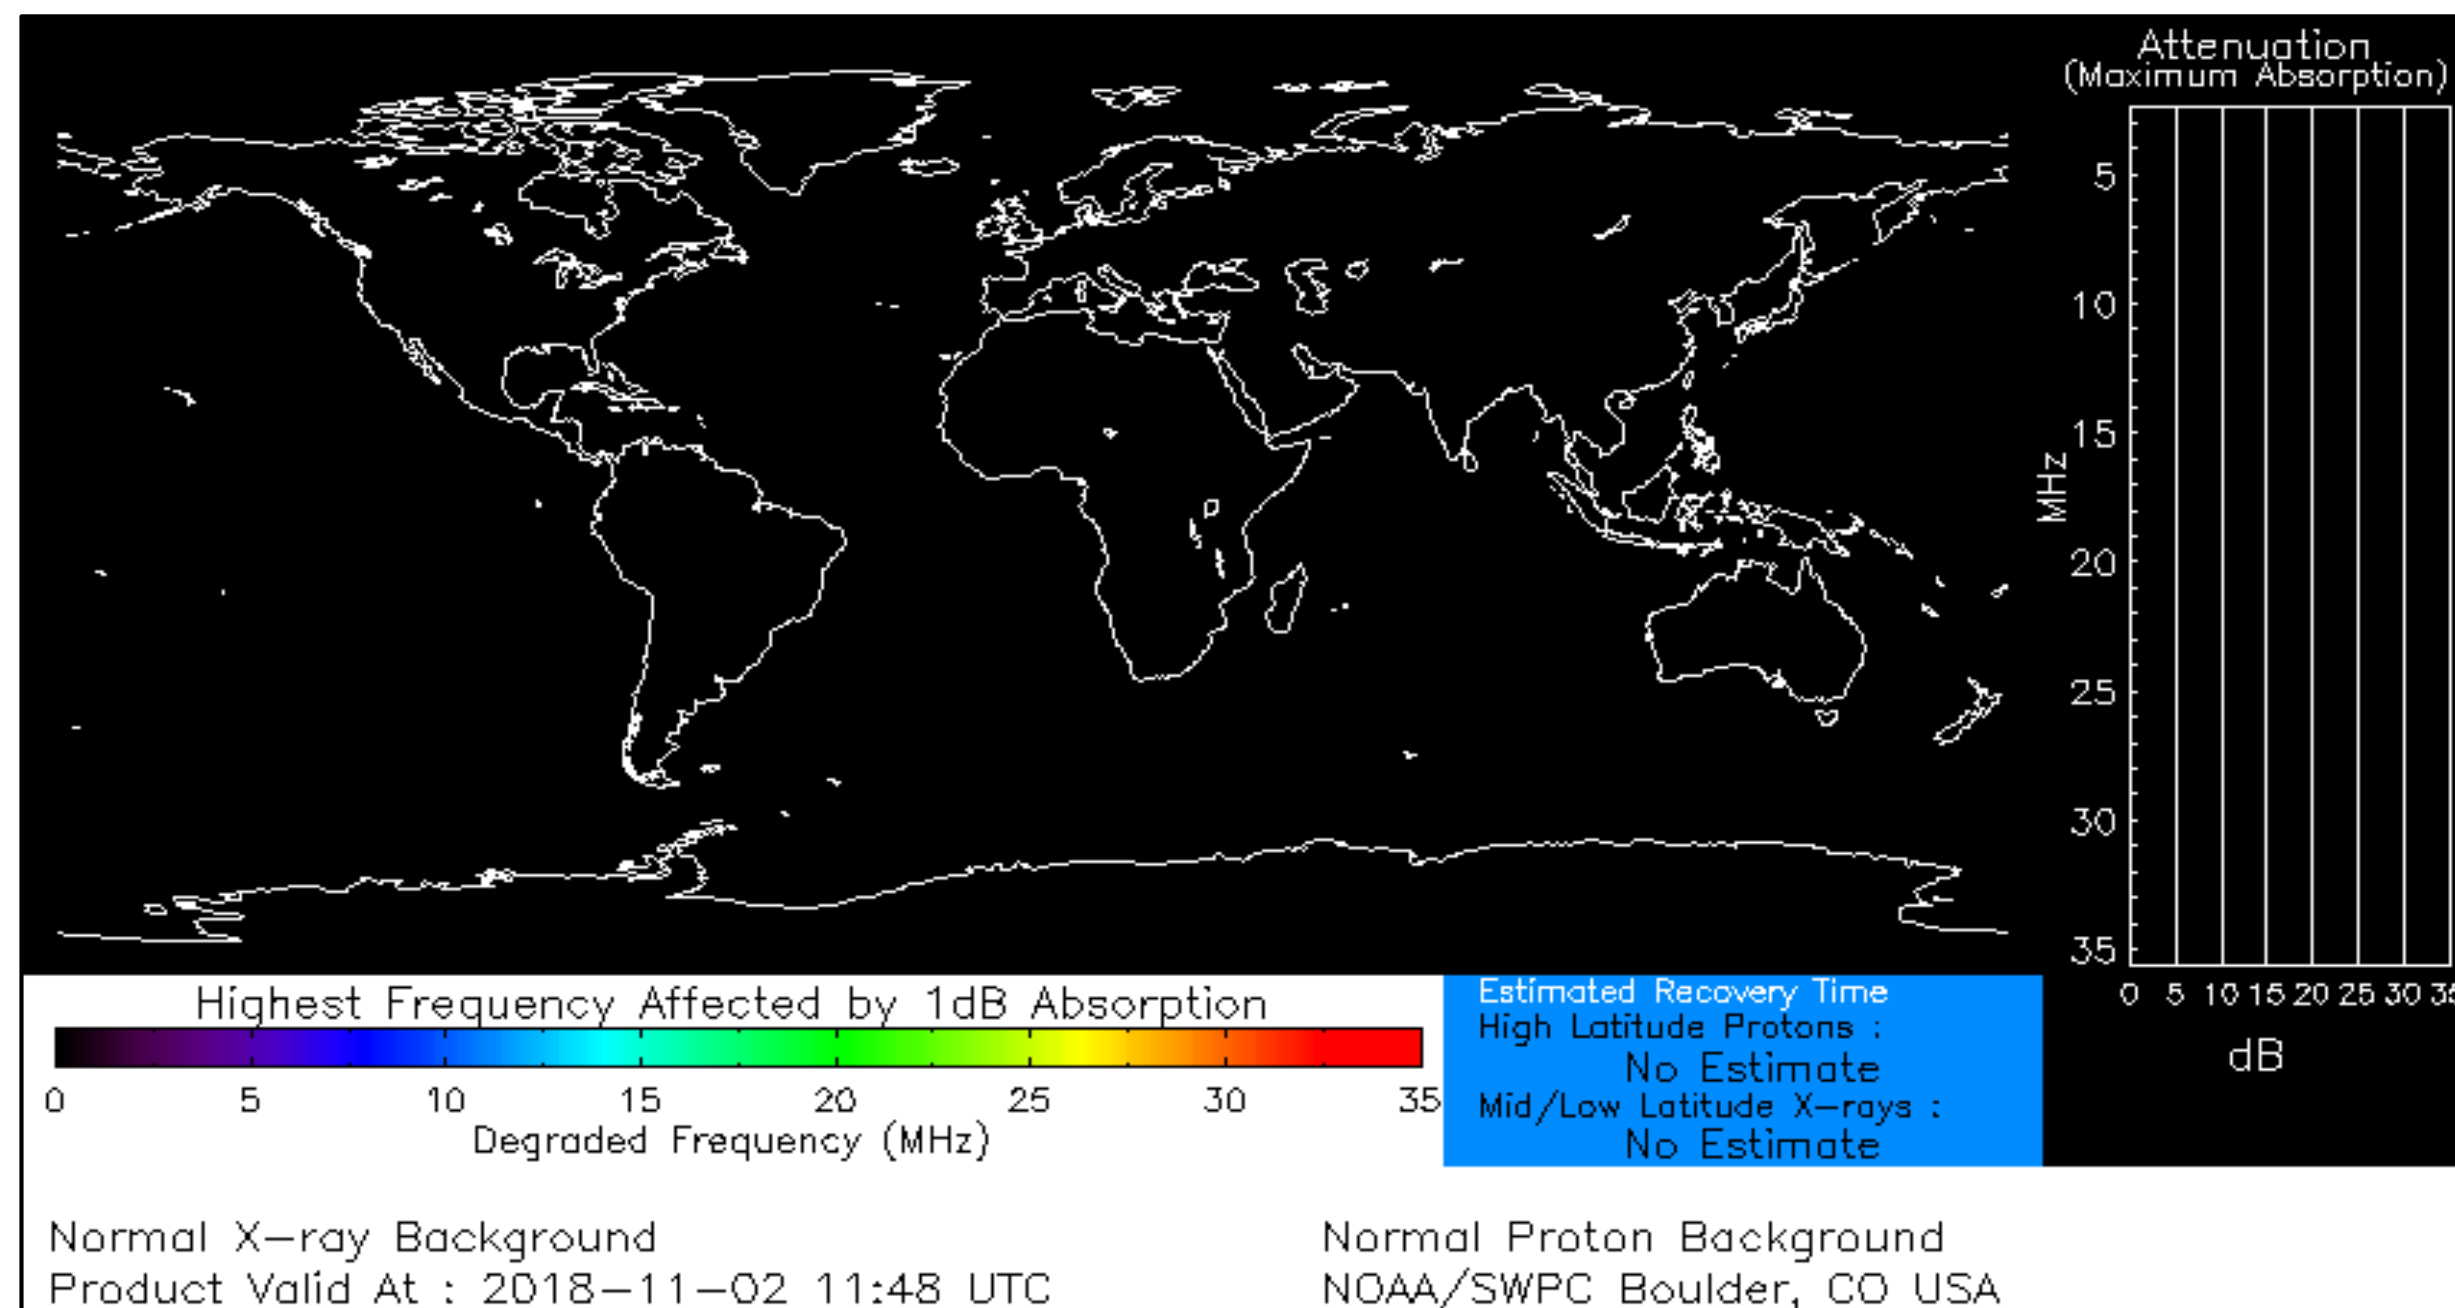 Attenuation
(Maximum Absorption)
5
10
15
20
25
30
35
MHz
0 5 10 15 20 25 30
dB
Highest Frequency Affected by 1dB Absorption
0 5 10 15 20 25 30 35
Degraded Frequency (MHz)
Estimated Recovery Time
High Latitude Protons :
No Estimate
Mid/Low Latitude X-rays :
No Estimate
Normal X-ray Background
Normal Proton Background
Product Valid At : 2018-11-02 11:48 UTC
NOAA/SWPC Boulder, CO USA